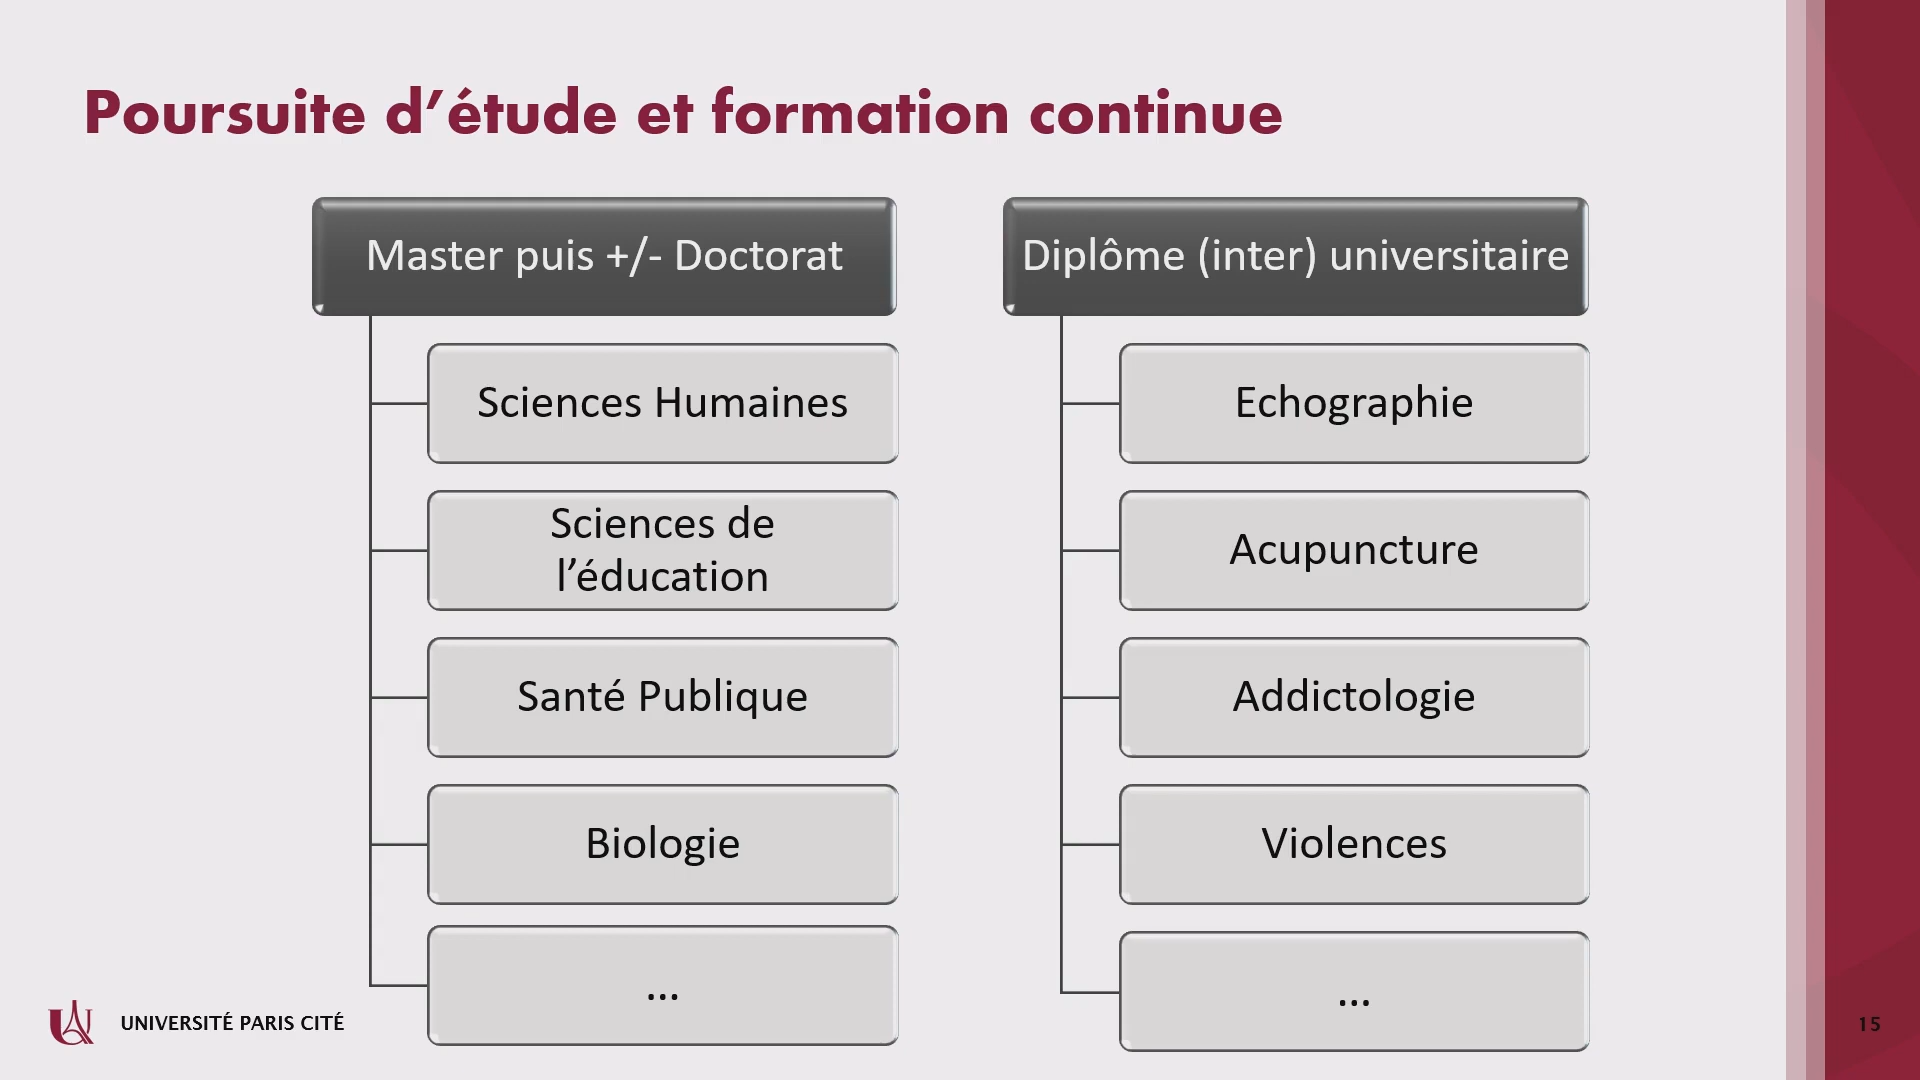 Poursuite d’étude et formation continue
Master puis +/- Doctorat
Sciences Humaines
Sciences de
l’éducation
Santé Publique
Biologie
...
Diplôme (inter) universitaire
Echographie
Acupuncture
Addictologie
Violences
...
UNIVERSITÉ PARIS CITÉ
15